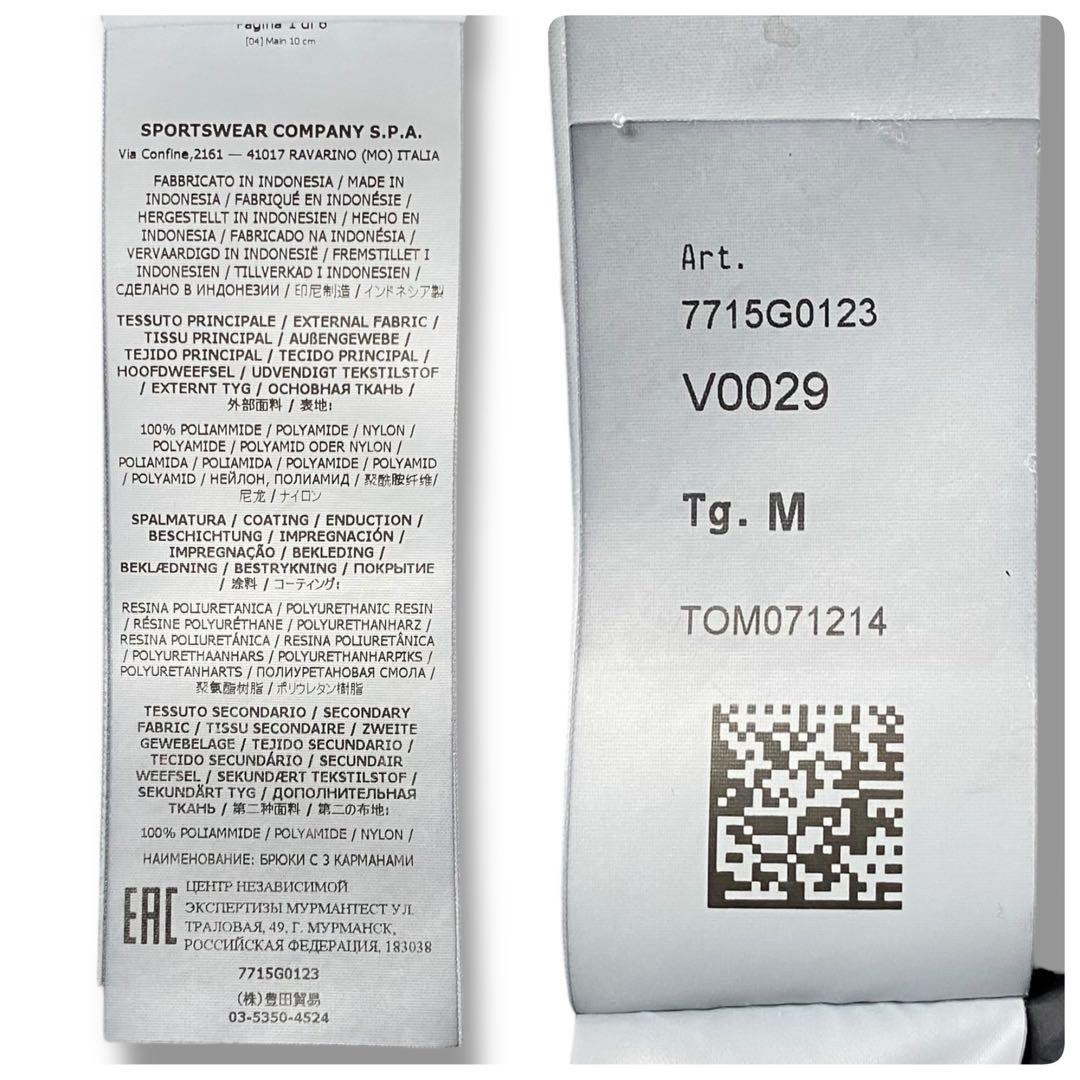 Pagina 1 di 6
[04] Main 10 cm
SPORTSWEAR COMPANY S.P.A.
Via Confine,2161 — 41017 RAVARINO (MO) ITALIA
FABBRICATO IN INDONESIA / MADE IN
INDONESIA / FABRIQUÉ EN INDONÉSIE /
HERGESTELLT IN INDONESIEN / HECHO EN
INDONESIA / FABRICADO NA INDONÉSIA /
VERVAARDIGD IN INDONESIË / FREMSTILLET I
INDONESIEN / TILLVERKAD I INDONESIEN /
СДЕЛАНО В ИНДОНЕЗИИ / 印尼制造 / インドネシア製
TESSUTO PRINCIPALE / EXTERNAL FABRIC /
TISSU PRINCIPAL / AUßENGEWEBE /
TEJIDO PRINCIPAL / TECIDO PRINCIPAL /
HOOFDWEEFSEL / UDVENDIGT TEKSTILSTOF
/ EXTERNT TYG / ОСНОВНАЯ ТКАНЬ /
外部面料 / 表地:
100% POLIAMMIDE / POLYAMIDE / NYLON /
POLYAMIDE / POLYAMID ODER NYLON /
POLIAMIDA / POLIAMIDA / POLYAMIDE / POLYAMID
/ POLYAMID / НЕЙЛОН, ПОЛИАМИД / 聚酰胺纤维/
尼龙 / ナイロン
SPALMATURA / COATING / ENDUCTION /
BESCHICHTUNG / IMPREGNACIÓN /
IMPREGNAÇÃO / BEKLEDING /
BEKLÆDNING / BESTRYKNING / ПОКРЫТИЕ
/ 涂料 / コーティング:
RESINA POLIURETANICA / POLYURETHANIC RESIN
/ RÉSINE POLYURÉTHANE / POLYURETHANHARZ /
RESINA POLIURETÁNICA / RESINA POLIURETÂNICA
/ POLYURETHAANHARS / POLYURETHANHARPIKS /
POLYURETANHARTS / ПОЛИУРЕТАНОВАЯ СМОЛА /
聚氨酯树脂 / ポリウレタン樹脂
TESSUTO SECONDARIO / SECONDARY
FABRIC / TISSU SECONDAIRE / ZWEITE
GEWEBELAGE / TEJIDO SECUNDARIO /
TECIDO SECUNDÁRIO / SECUNDAIR
WEEFSEL / SEKUNDÆRT TEKSTILSTOF /
SEKUNDÄRT TYG / ДОПОЛНИТЕЛЬНАЯ
ТКАНЬ / 第二种面料 / 第二の布地:
100% POLIAMMIDE / POLYAMIDE / NYLON /
НАИМЕНОВАНИЕ: БРЮКИ С 3 КАРМАНАМИ
EAC
ЦЕНТР НЕЗАВИСИМОЙ
ЭКСПЕРТИЗЫ МУРМАНТЕСТ УЛ.
ТРАЛОВАЯ, 49, Г. МУРМАНСК,
РОССИЙСКАЯ ФЕДЕРАЦИЯ, 183038
7715G0123
(株)豊田貿易
03-5350-4524
Art.
7715G0123
V0029
Tg. M
TOM071214